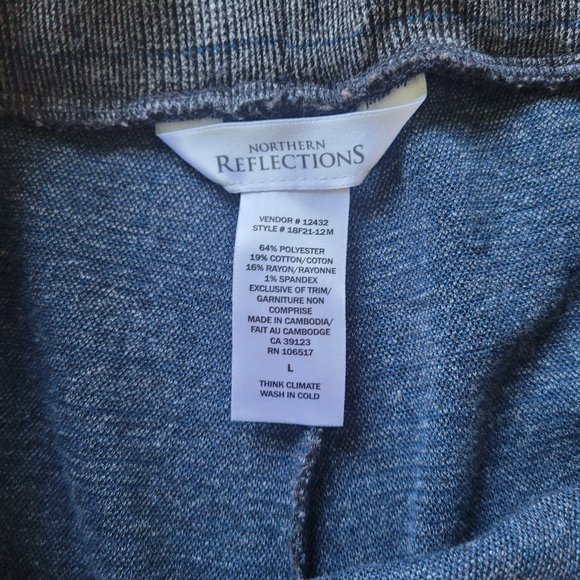 NORTHERN
REFLECTIONS
VENDOR # 12432
STYLE # 18F21-12M
64% POLYESTER
19% COTTON/COTON
16% RAYON/RAYONNE
1% SPANDEX
EXCLUSIVE OF TRIM/
GARNITURE NON
COMPRISE
MADE IN CAMBODIA/
FAIT AU CAMBODGE
CA 39123
RN 106517
L
THINK CLIMATE
WASH IN COLD